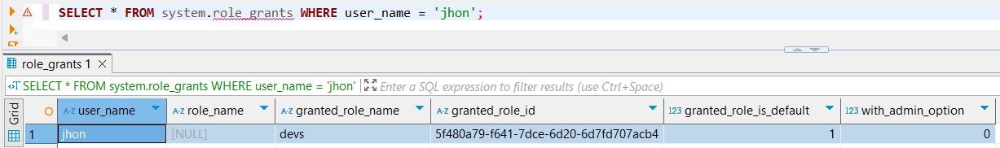 SELECT * FROM system.role_grants WHERE user_name = 'jhon';
role_grants 1
SELECT * FROM system.role_grants WHERE user_name = 'jhon' Enter a SQL expression to filter results (use Ctrl+Space)
Grid
A-Z user_name A-Z role_name A-Z granted_role_name A-Z granted_role_id 123 granted_role_is_default 123 with_admin_option
1 jhon [NULL] devs 5f480a79-f641-7dce-6d20-6d7fd707acb4 1 0